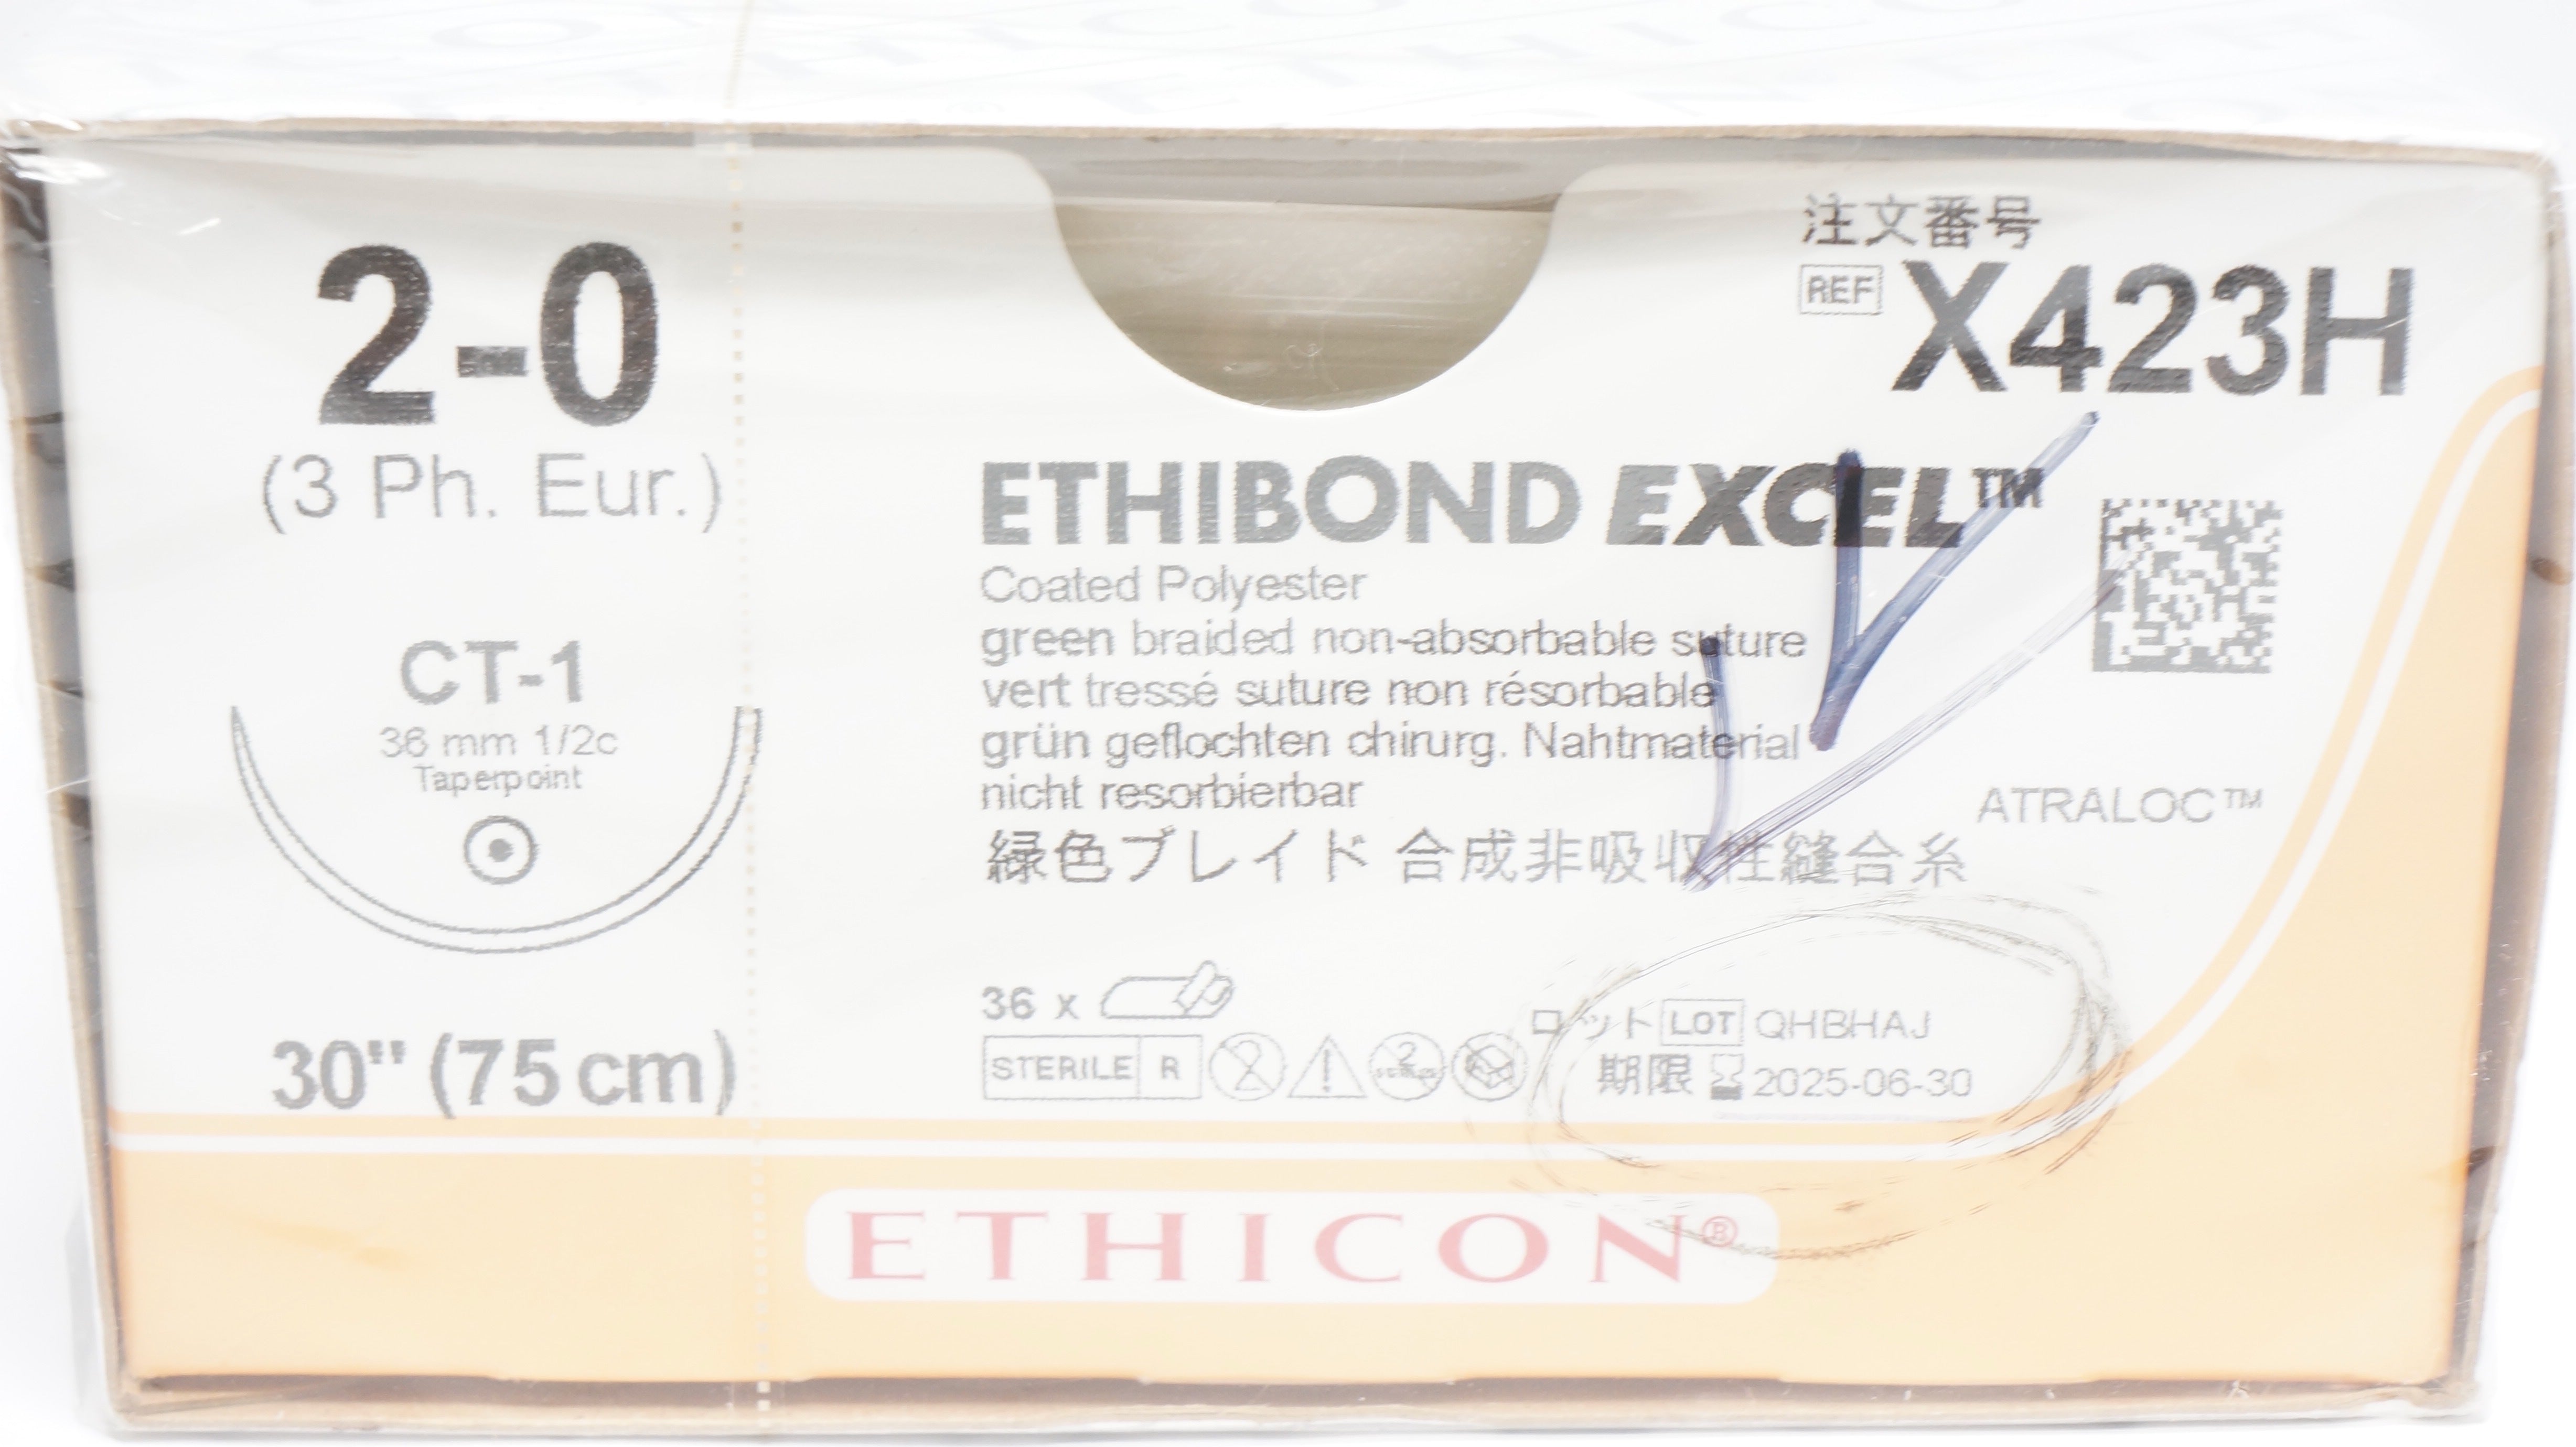 2-0
(3 Ph. Eur.)
CT-1
36 mm 1/2c
Taperpoint
30" (75 cm)
注文番号
REF X423H
ETHIBOND EXCEL™
Coated Polyester
green braided non-absorbable suture
vert tressé suture non résorbable
grün geflochten chirurg. Nahtmaterial
nicht resorbierbar
緑色ブレイド 合成非吸収性縫合糸
ATRALOC™
36 x
STERILE R
ロット LOT QHBHAJ
期限 2025-06-30
ETHICON®